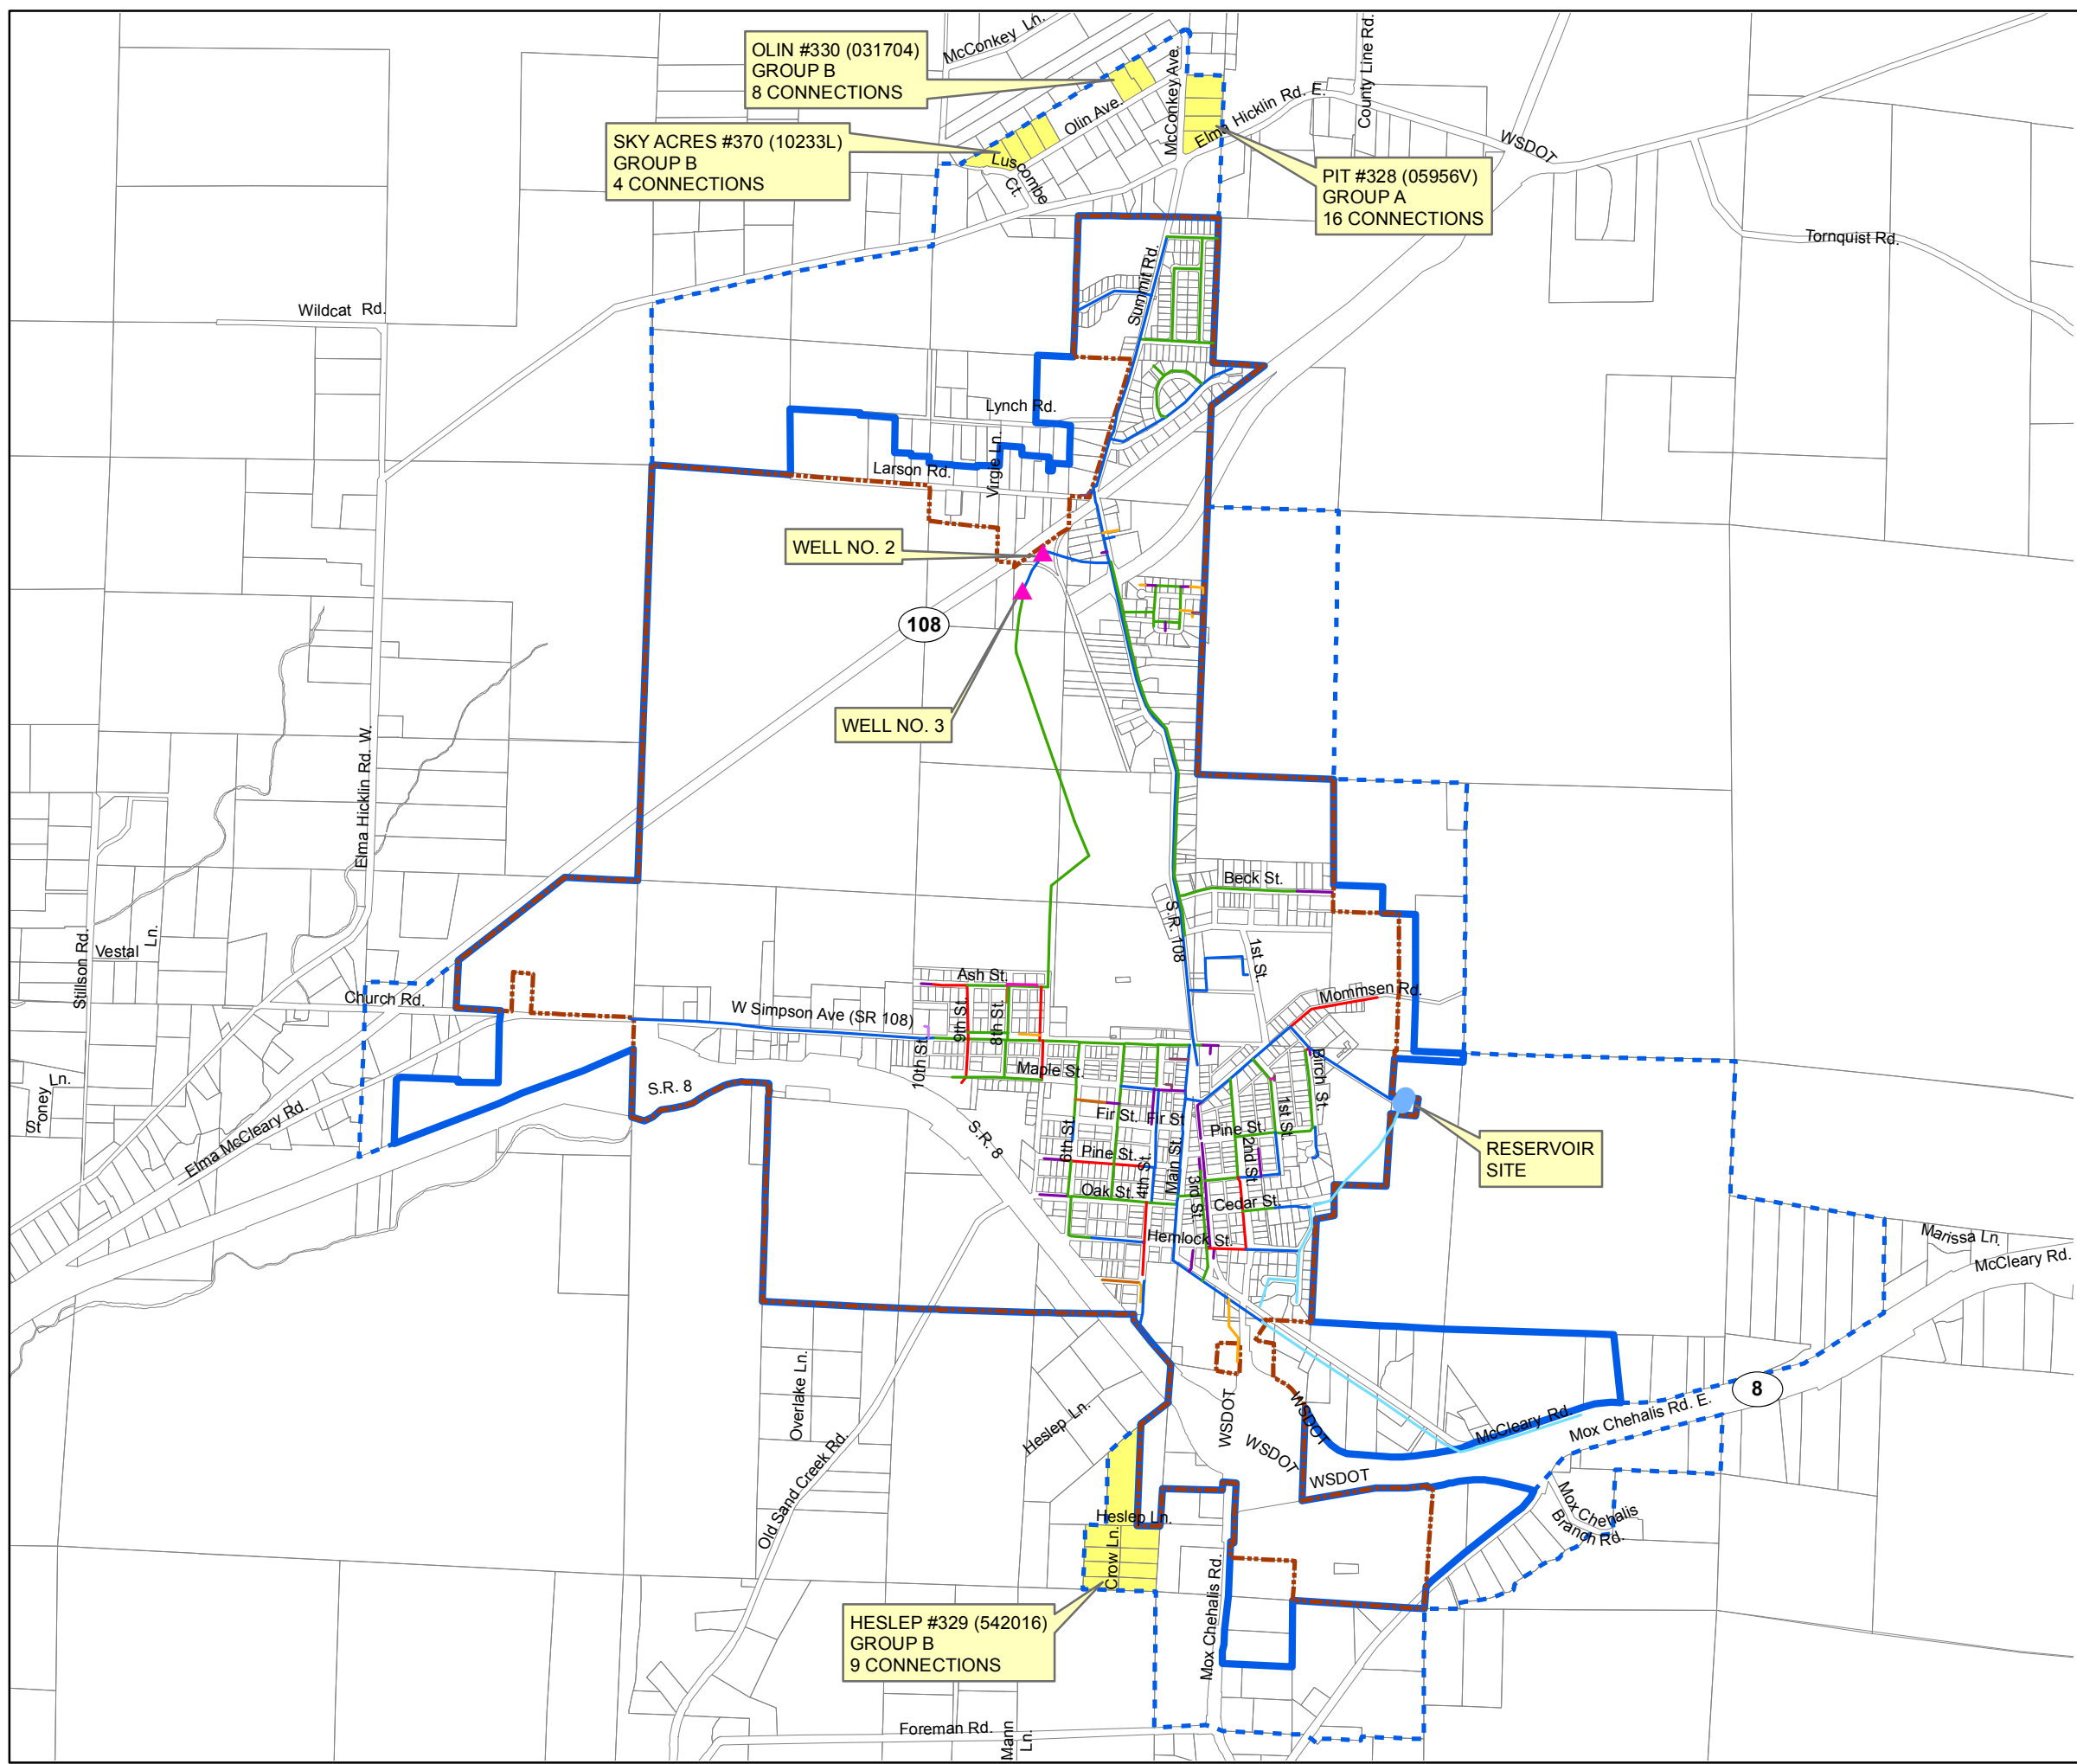 McConkey Ln.
OLIN #330 (031704)
GROUP B
8 CONNECTIONS
McConkey Ave.
County Line Rd.
Olin Ave.
Elma Hicklin Rd. E.
WSDOT
SKY ACRES #370 (10233L)
GROUP B
4 CONNECTIONS
Luscombe
Ct.
PIT #328 (05956V)
GROUP A
16 CONNECTIONS
Tornquist Rd.
Summit Rd.
Wildcat Rd.
Lynch Rd.
Larson Rd.
Virgie Ln.
WELL NO. 2
108
WELL NO. 3
Elma Hicklin Rd. W.
Beck St.
S.R. 108
1st St.
Stillson Rd.
Vestal
Ln.
Church Rd.
Ash St.
Mommsen Rd.
W Simpson Ave (SR 108)
9th St.
8th St.
10th St.
Maple St.
Birch St.
S.R. 8
Stoney Ln.
Elma McCleary Rd.
Fir St.
Fir St
1st St.
S.R. 8
6th St.
Pine St.
Pine St.
2nd St.
Main St.
4th St.
RESERVOIR
SITE
Oak St.
3rd St.
Cedar St.
Hemlock St.
Marissa Ln.
McCleary Rd.
Overlake Ln.
Heslep Ln.
WSDOT
WSDOT
WSDOT
WSDOT
McCleary Rd.
Mox Chehalis Rd. E.
8
Old Sand Creek Rd.
Heslep Ln.
Crow Ln.
Mox Chehalis
Branch Rd.
HESLEP #329 (542016)
GROUP B
9 CONNECTIONS
Mox Chehalis Rd.
Foreman Rd.
Mann
Ln.